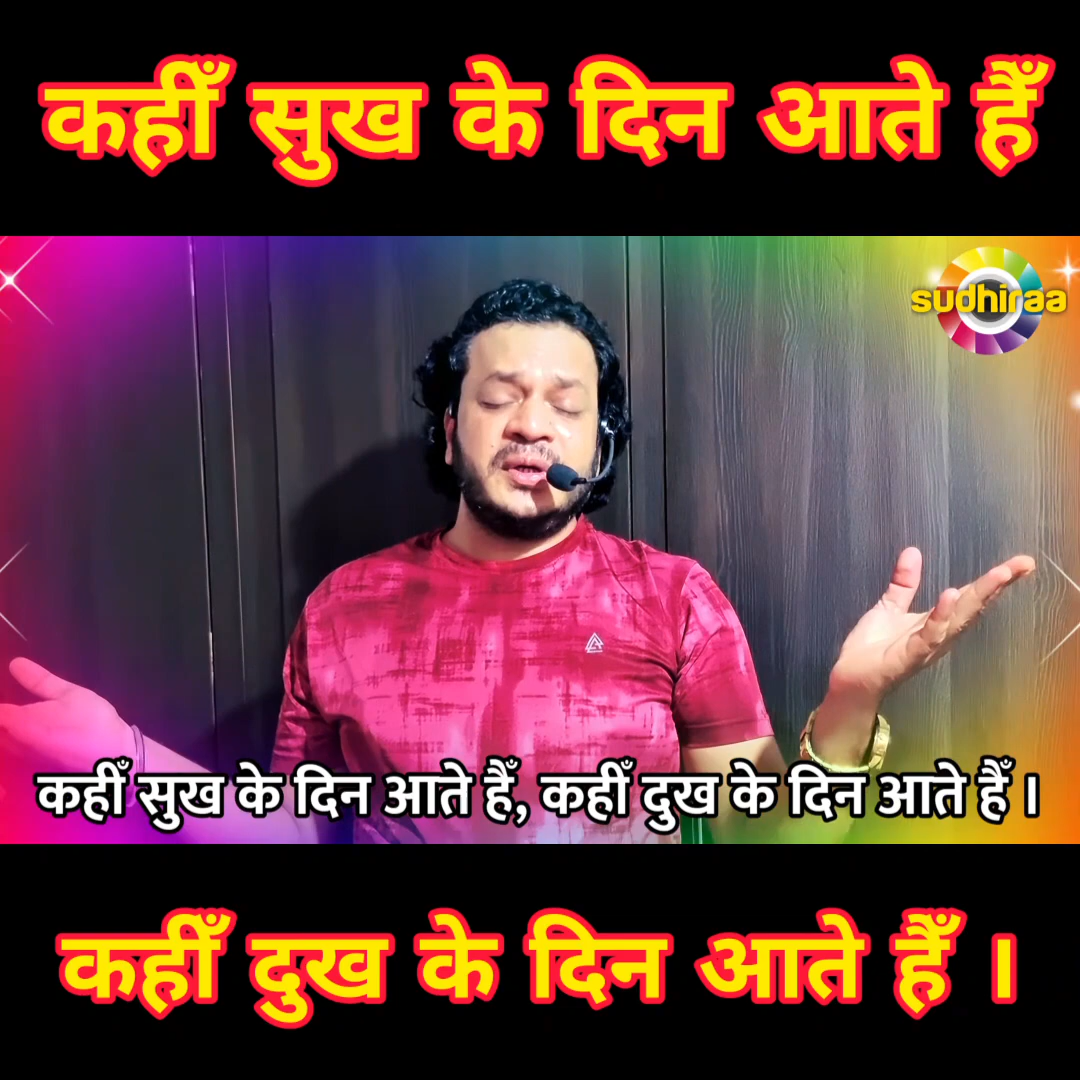 कहीँ सुख के दिन आते हैँ
sudhiraa
कहीँ सुख के दिन आते हैँ, कहीँ दुख के दिन आते हैँ ।
कहीँ दुख के दिन आते हैँ ।